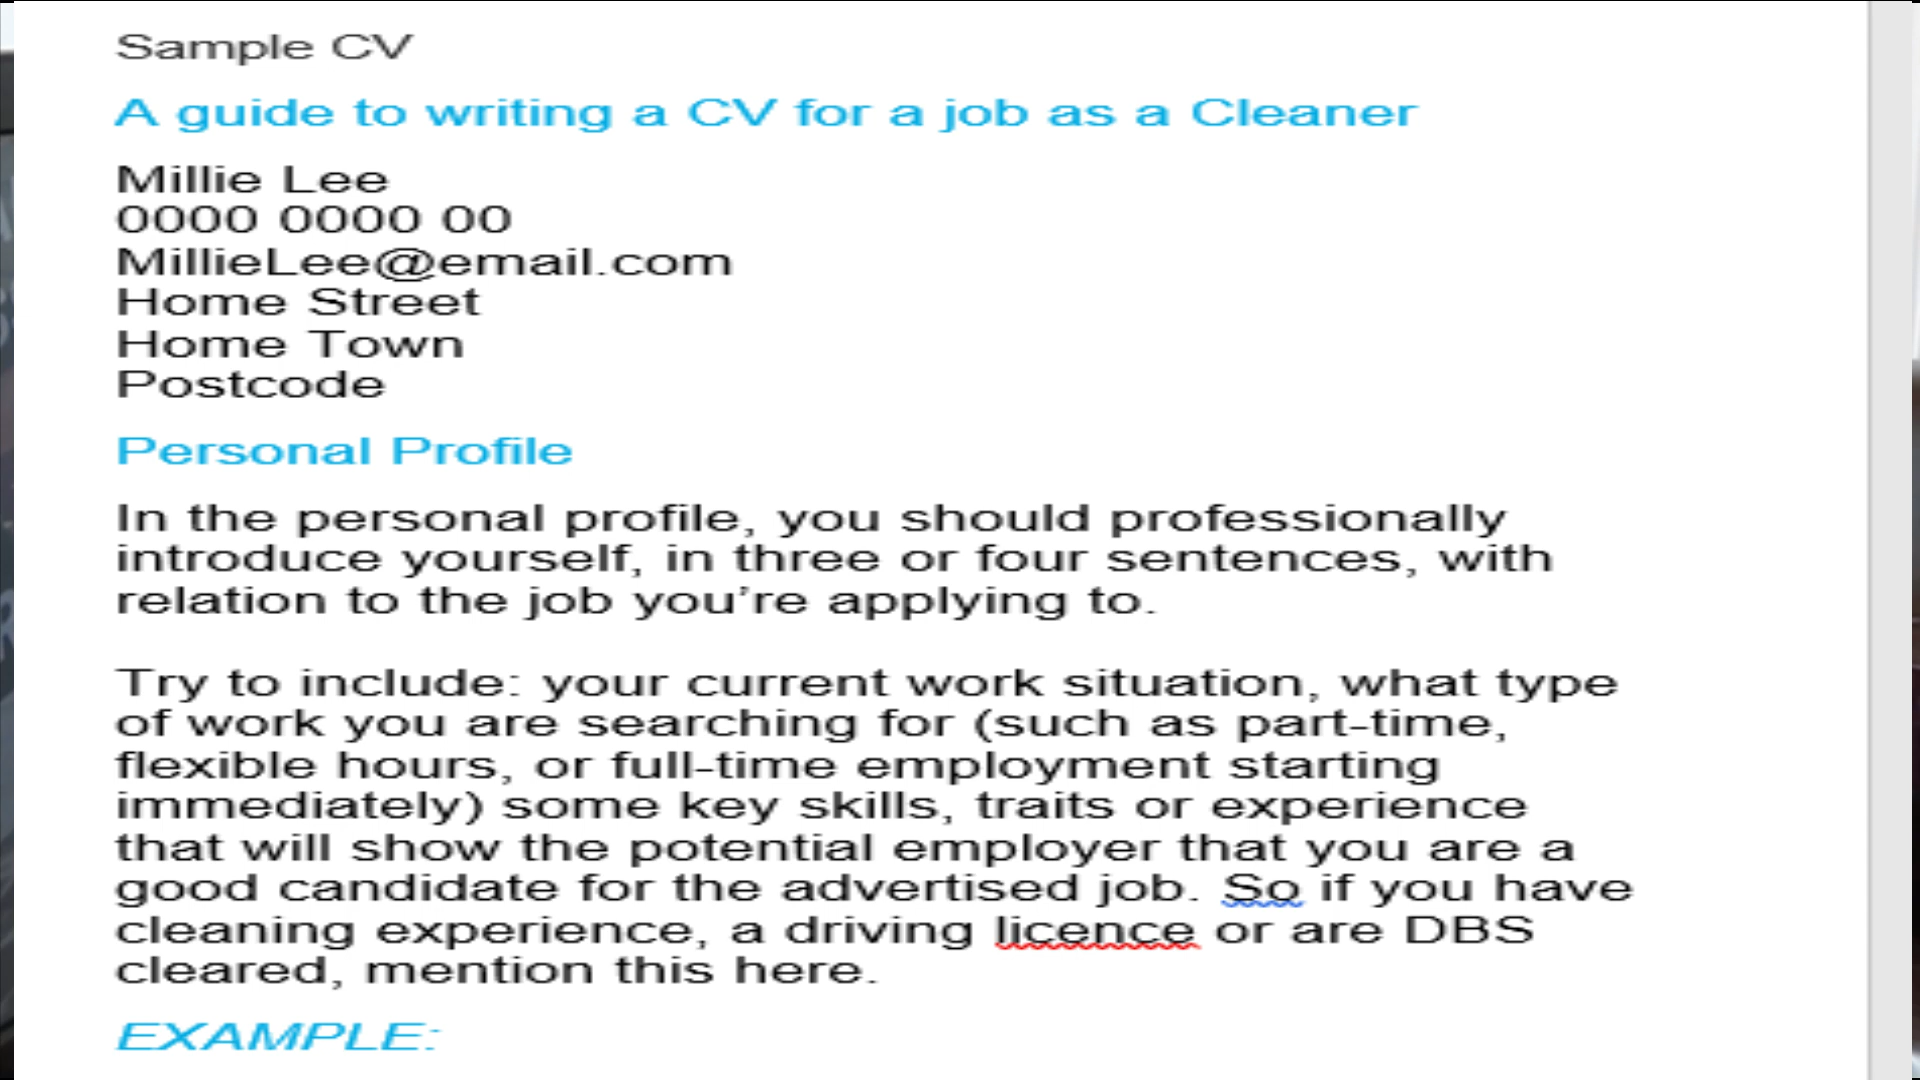 Sample CV
A guide to writing a CV for a job as a Cleaner
Millie Lee
0000 0000 00
MillieLee@email.com
Home Street
Home Town
Postcode
Personal Profile
In the personal profile, you should professionally
introduce yourself, in three or four sentences, with
relation to the job you’re applying to.
Try to include: your current work situation, what type
of work you are searching for (such as part-time,
flexible hours, or full-time employment starting
immediately) some key skills, traits or experience
that will show the potential employer that you are a
good candidate for the advertised job. So if you have
cleaning experience, a driving licence or are DBS
cleared, mention this here.
EXAMPLE: